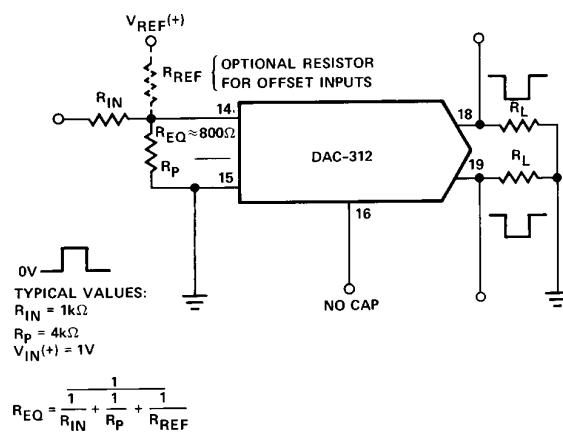 VREF(+)
RREF { OPTIONAL RESISTOR
FOR OFFSET INPUTS
RIN
14
REQ≈800Ω
RP
15
DAC-312
18
RL
19
RL
16
NO CAP
0V
TYPICAL VALUES:
RIN = 1kΩ
RP = 4kΩ
VIN(+) = 1V
REQ = 1 / (1/RIN + 1/RP + 1/RREF)